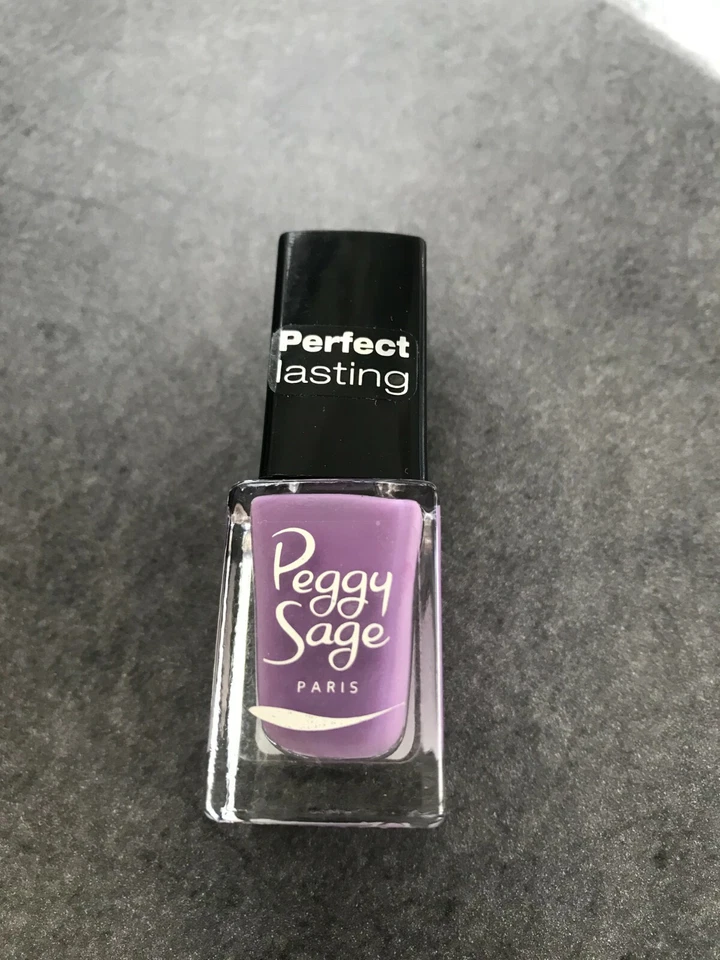 Perfect
lasting
Peggy
Sage
PARIS